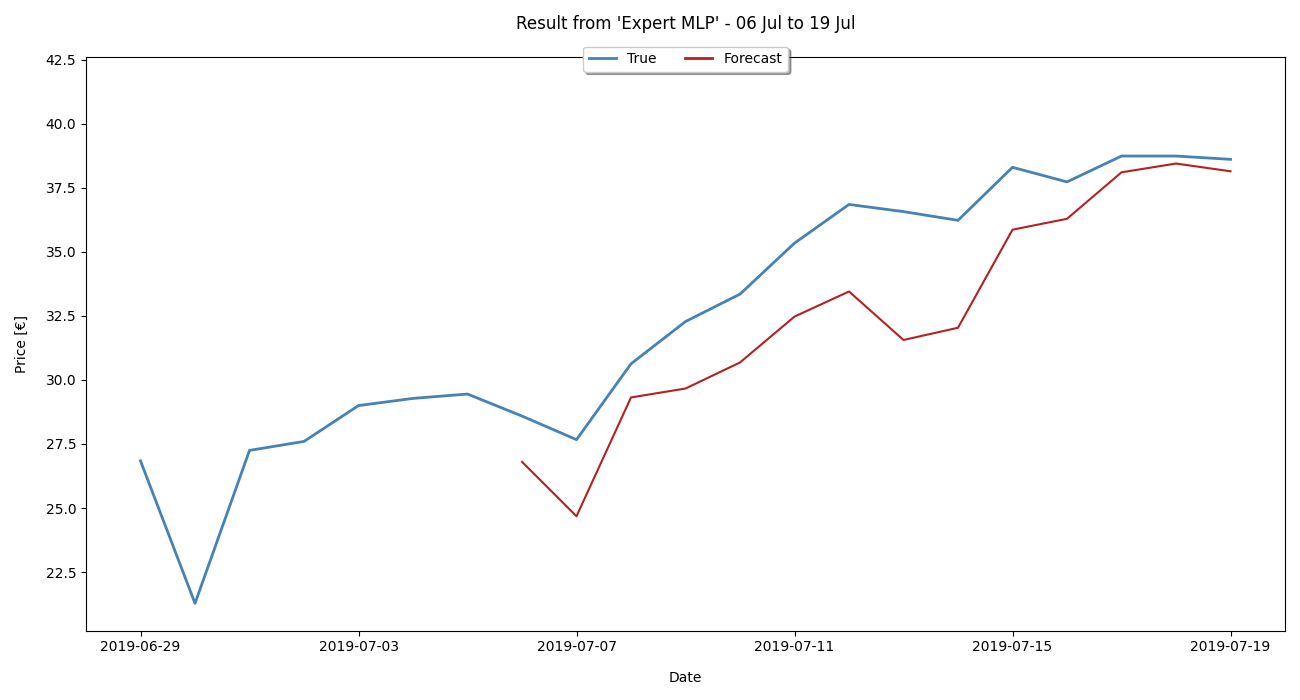 Result from 'Expert MLP' - 06 Jul to 19 Jul
True Forecast
42.5
40.0
37.5
35.0
32.5
30.0
27.5
25.0
22.5
Price [€]
2019-06-29 2019-07-03 2019-07-07 2019-07-11 2019-07-15 2019-07-19
Date